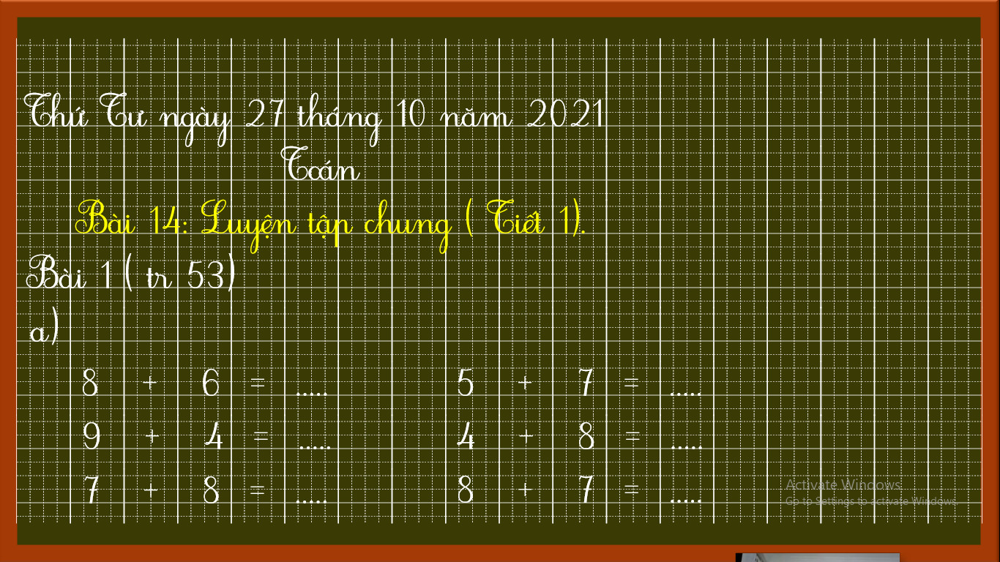 Thứ Tư ngày 27 tháng 10 năm 2021
Toán
Bài 14: Luyện tập chung ( Tiết 1).
Bài 1 ( tr 53)
a)
8 + 6 = ..... 5 + 7 = .....
9 + 4 = ..... 4 + 8 = .....
7 + 8 = ..... 8 + 7 = .....
Activate Windows
Go to Settings to activate Windows.